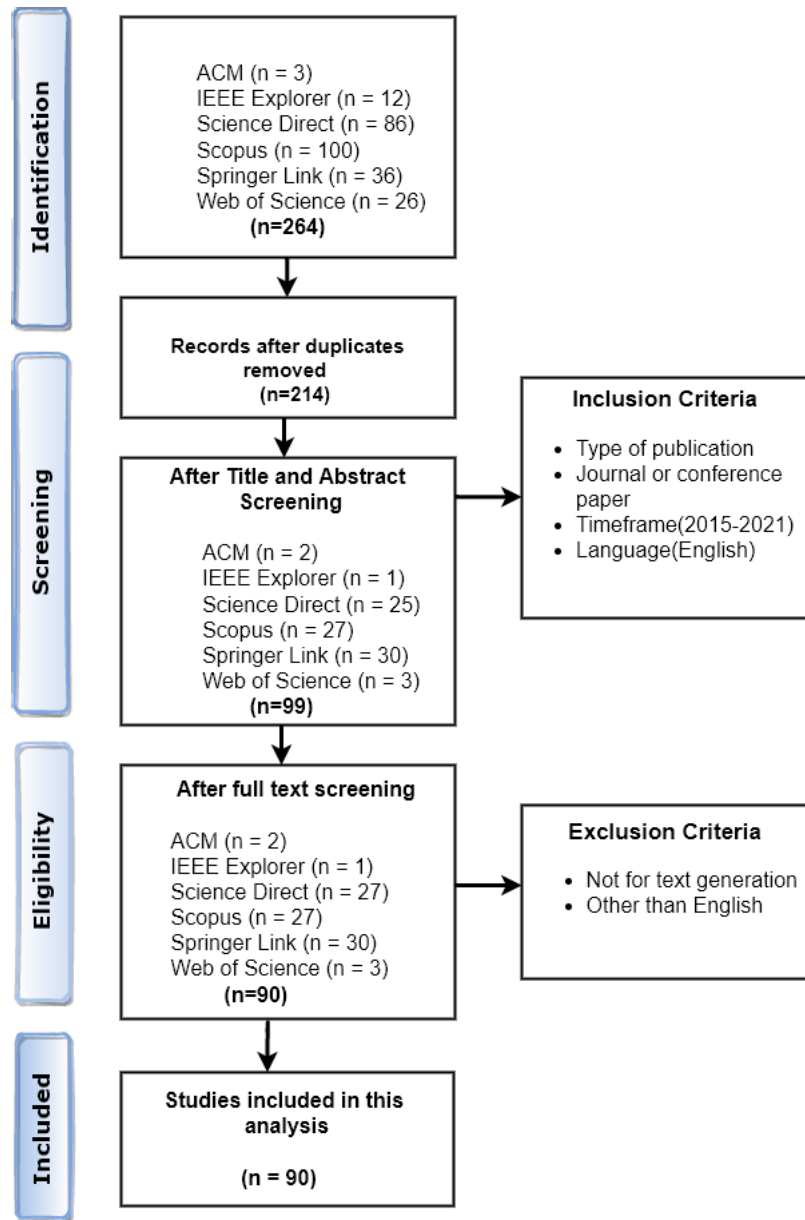 Identification
ACM (n = 3)
IEEE Explorer (n = 12)
Science Direct (n = 86)
Scopus (n = 100)
Springer Link (n = 36)
Web of Science (n = 26)
(n=264)
Records after duplicates
removed
(n=214)
Screening
After Title and Abstract
Screening
ACM (n = 2)
IEEE Explorer (n = 1)
Science Direct (n = 25)
Scopus (n = 27)
Springer Link (n = 30)
Web of Science (n = 3)
(n=99)
Inclusion Criteria
• Type of publication
• Journal or conference
paper
• Timeframe(2015-2021)
• Language(English)
Eligibility
After full text screening
ACM (n = 2)
IEEE Explorer (n = 1)
Science Direct (n = 27)
Scopus (n = 27)
Springer Link (n = 30)
Web of Science (n = 3)
(n=90)
Exclusion Criteria
• Not for text generation
• Other than English
Included
Studies included in this
analysis
(n = 90)